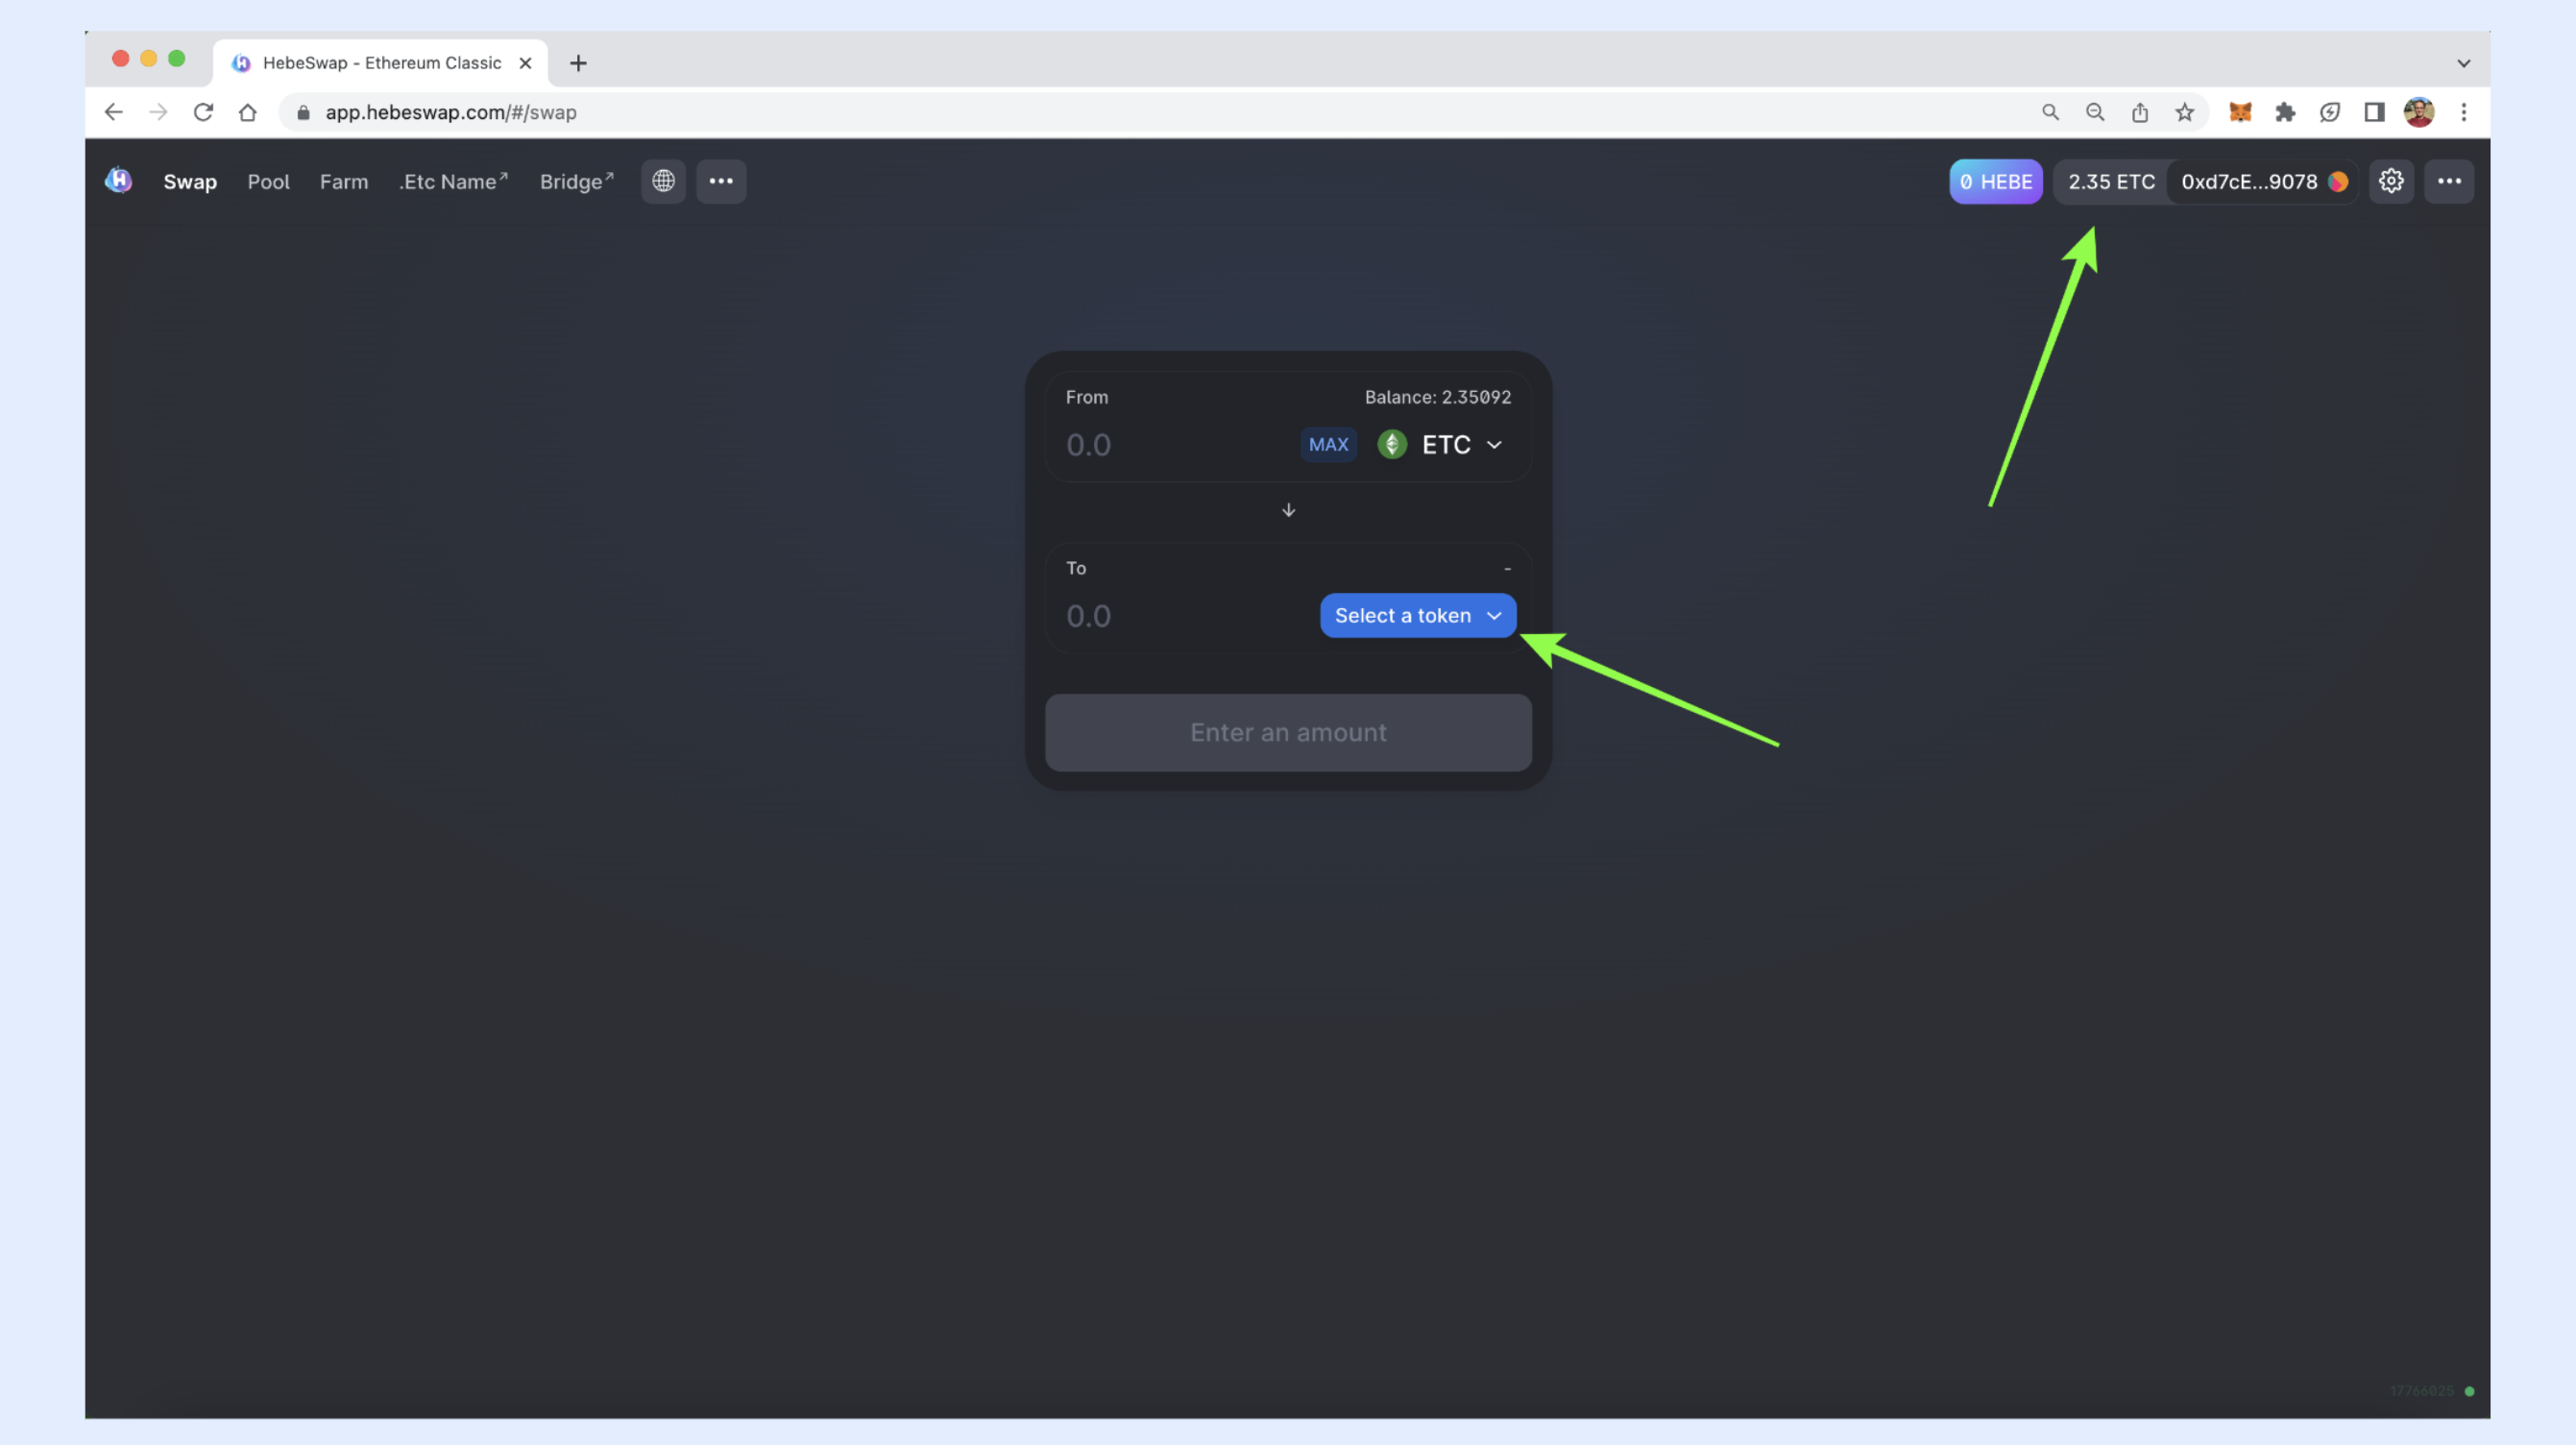 HebeSwap - Ethereum Classic
app.hebeswap.com/#/swap
Swap Pool Farm .Etc Name↗ Bridge↗ 0 HEBE 2.35 ETC 0xd7cE...9078
From Balance: 2.35092
0.0 MAX ETC
To -
0.0 Select a token
Enter an amount
17766025